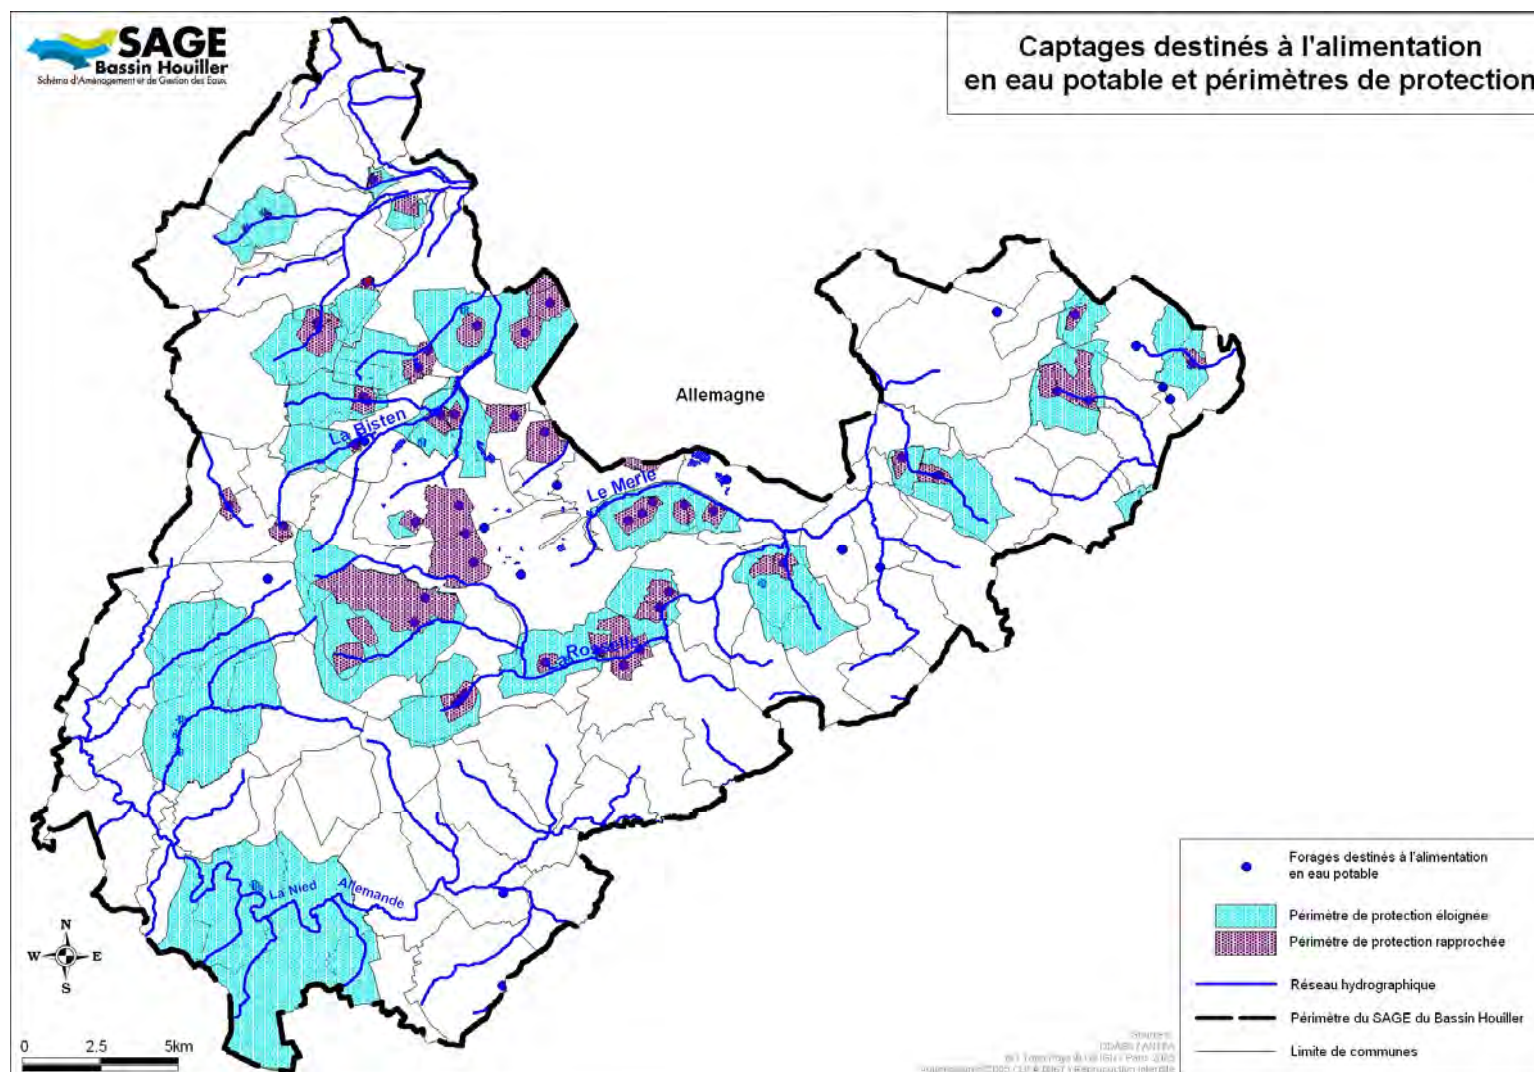 SAGE
Bassin Houiller
Schéma d'Aménagement et de Gestion des Eaux
Captages destinés à l'alimentation
en eau potable et périmètres de protection
Allemagne
La Bisten
Le Merle
La Rosselle
La Nied
Allemande
N
W
E
S
0
2.5
5km
Forages destinés à l'alimentation
en eau potable
Périmètre de protection éloignée
Périmètre de protection rapprochée
Réseau hydrographique
Périmètre du SAGE du Bassin Houiller
Limite de communes
Sources: